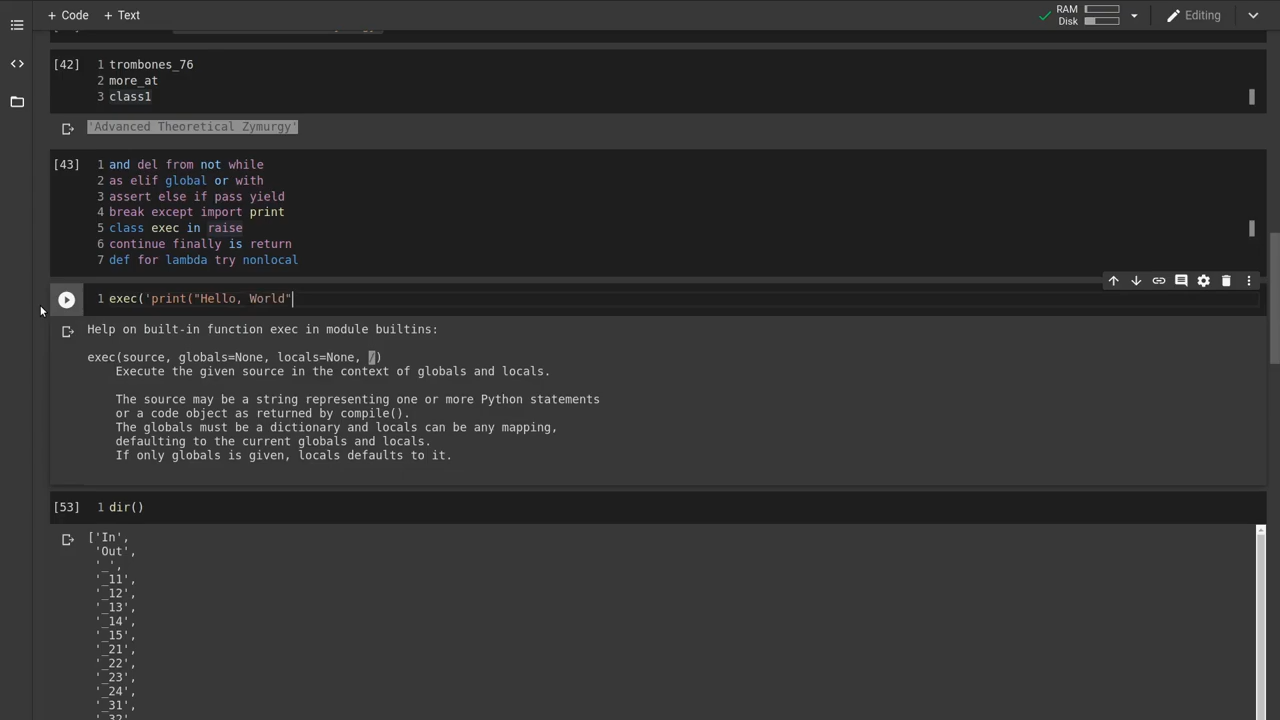 + Code + Text
RAM
Disk
Editing
[42]
1 trombones_76
2 more_at
3 class1
'Advanced Theoretical Zymurgy'
[43]
1 and del from not while
2 as elif global or with
3 assert else if pass yield
4 break except import print
5 class exec in raise
6 continue finally is return
7 def for lambda try nonlocal
1 exec('print("Hello, World"
Help on built-in function exec in module builtins:
exec(source, globals=None, locals=None, /)
Execute the given source in the context of globals and locals.
The source may be a string representing one or more Python statements
or a code object as returned by compile().
The globals must be a dictionary and locals can be any mapping,
defaulting to the current globals and locals.
If only globals is given, locals defaults to it.
[53]
1 dir()
['In',
'Out',
'_',
'_11',
'_12',
'_13',
'_14',
'_15',
'_21',
'_22',
'_23',
'_24',
'_31',
'_32',